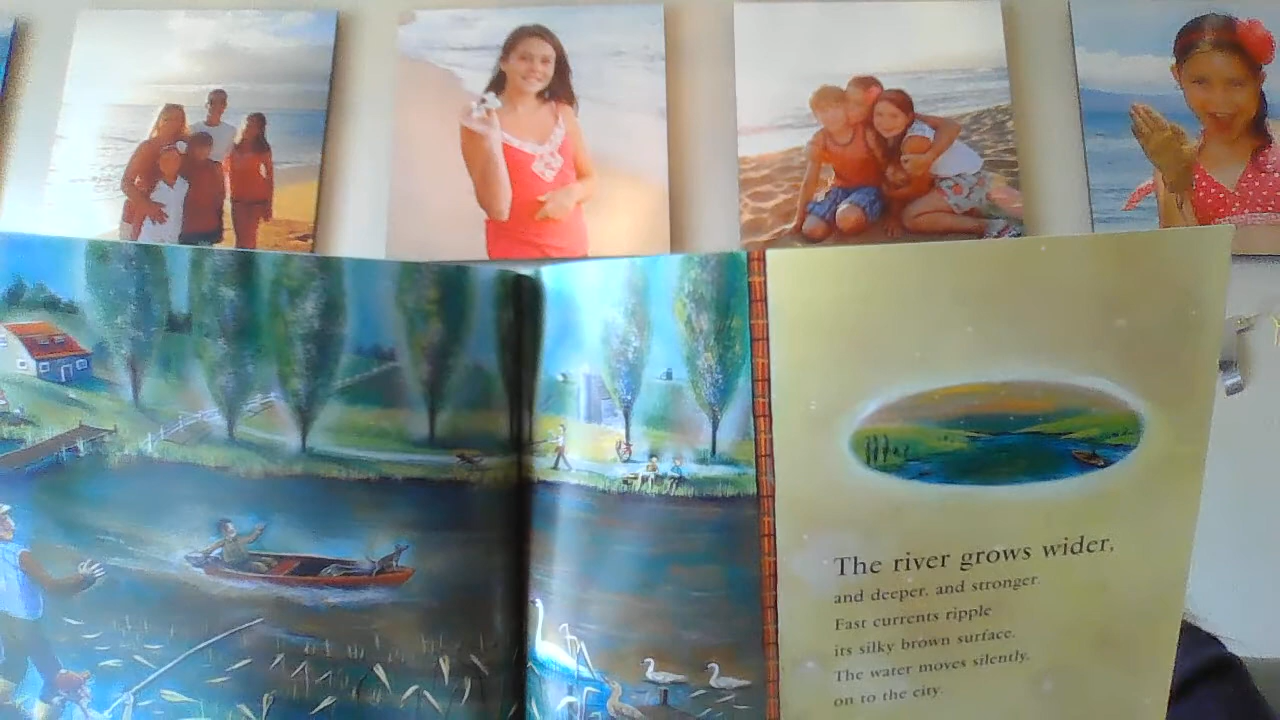 The river grows wider,
and deeper, and stronger.
Fast currents ripple
its silky brown surface.
The water moves silently,
on to the city.